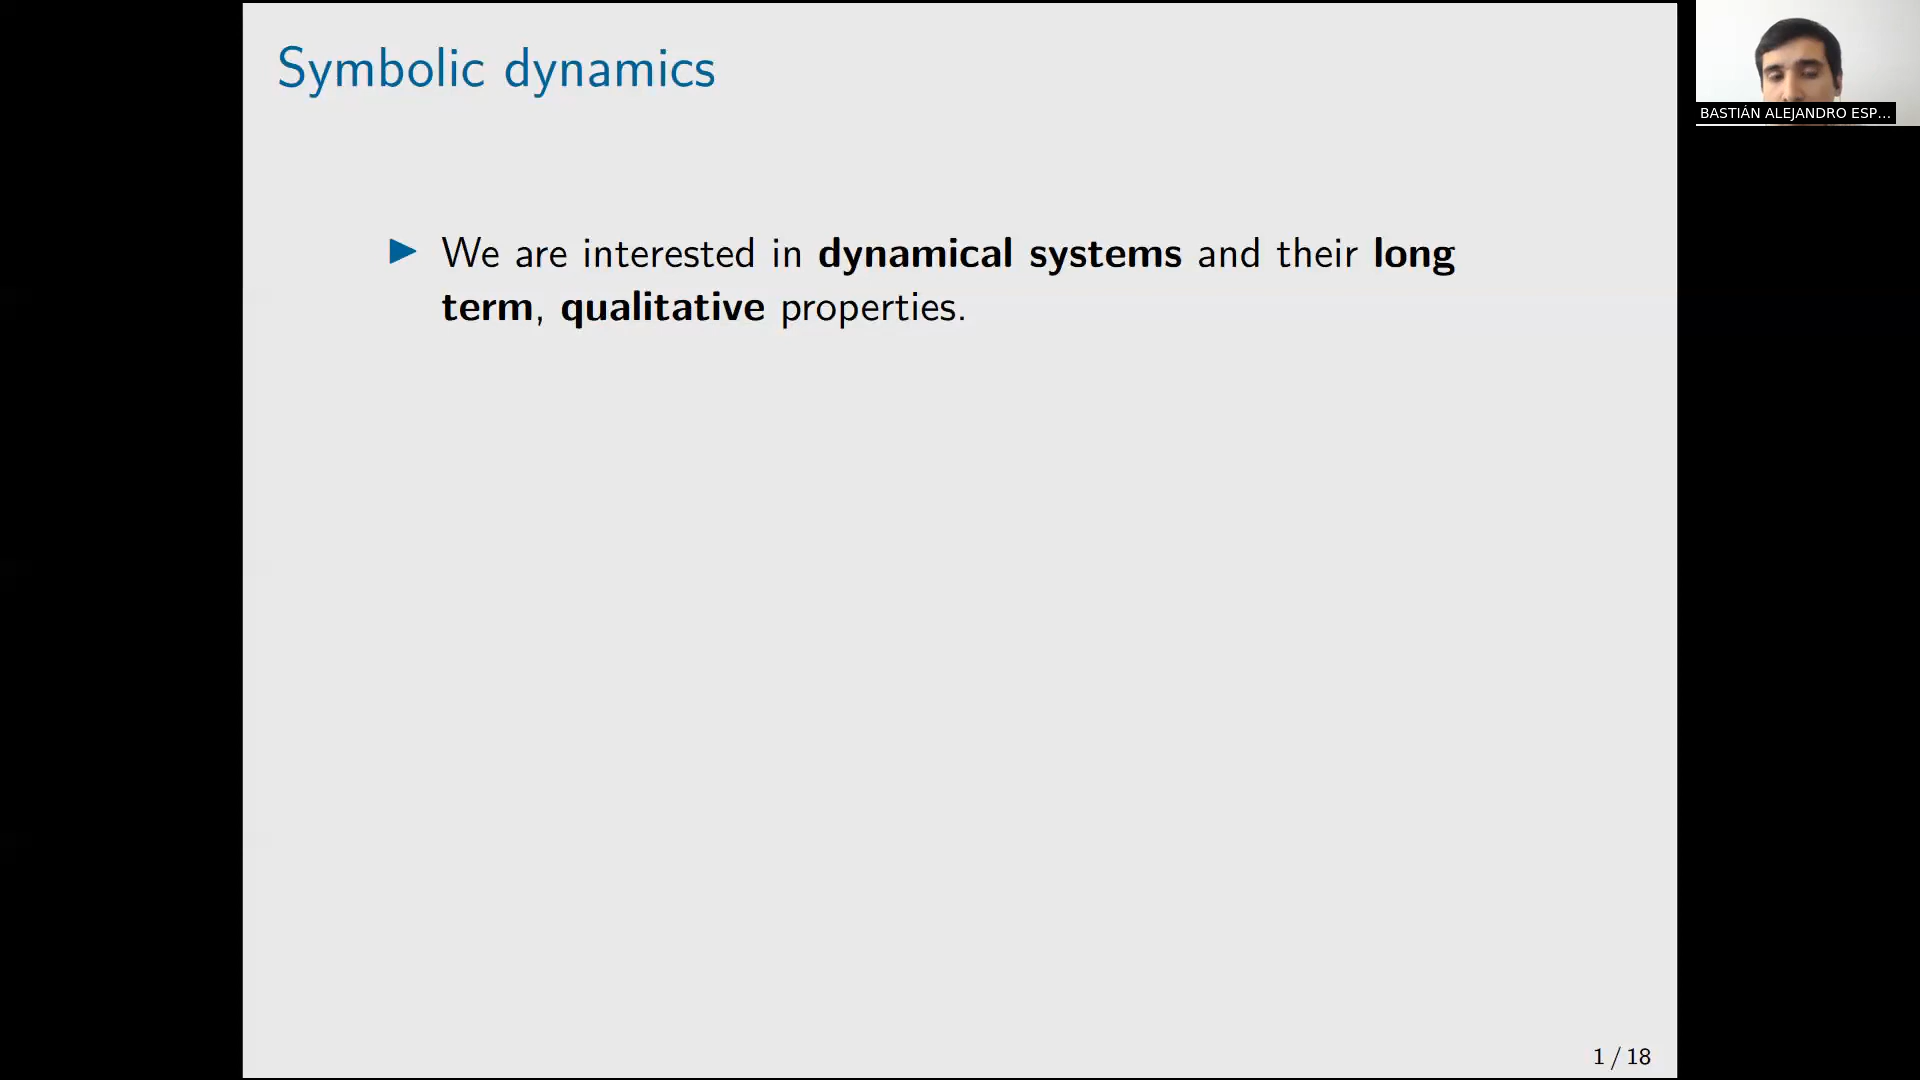 Symbolic dynamics
BASTIÁN ALEJANDRO ESP...
▶ We are interested in dynamical systems and their long
term, qualitative properties.
1 / 18